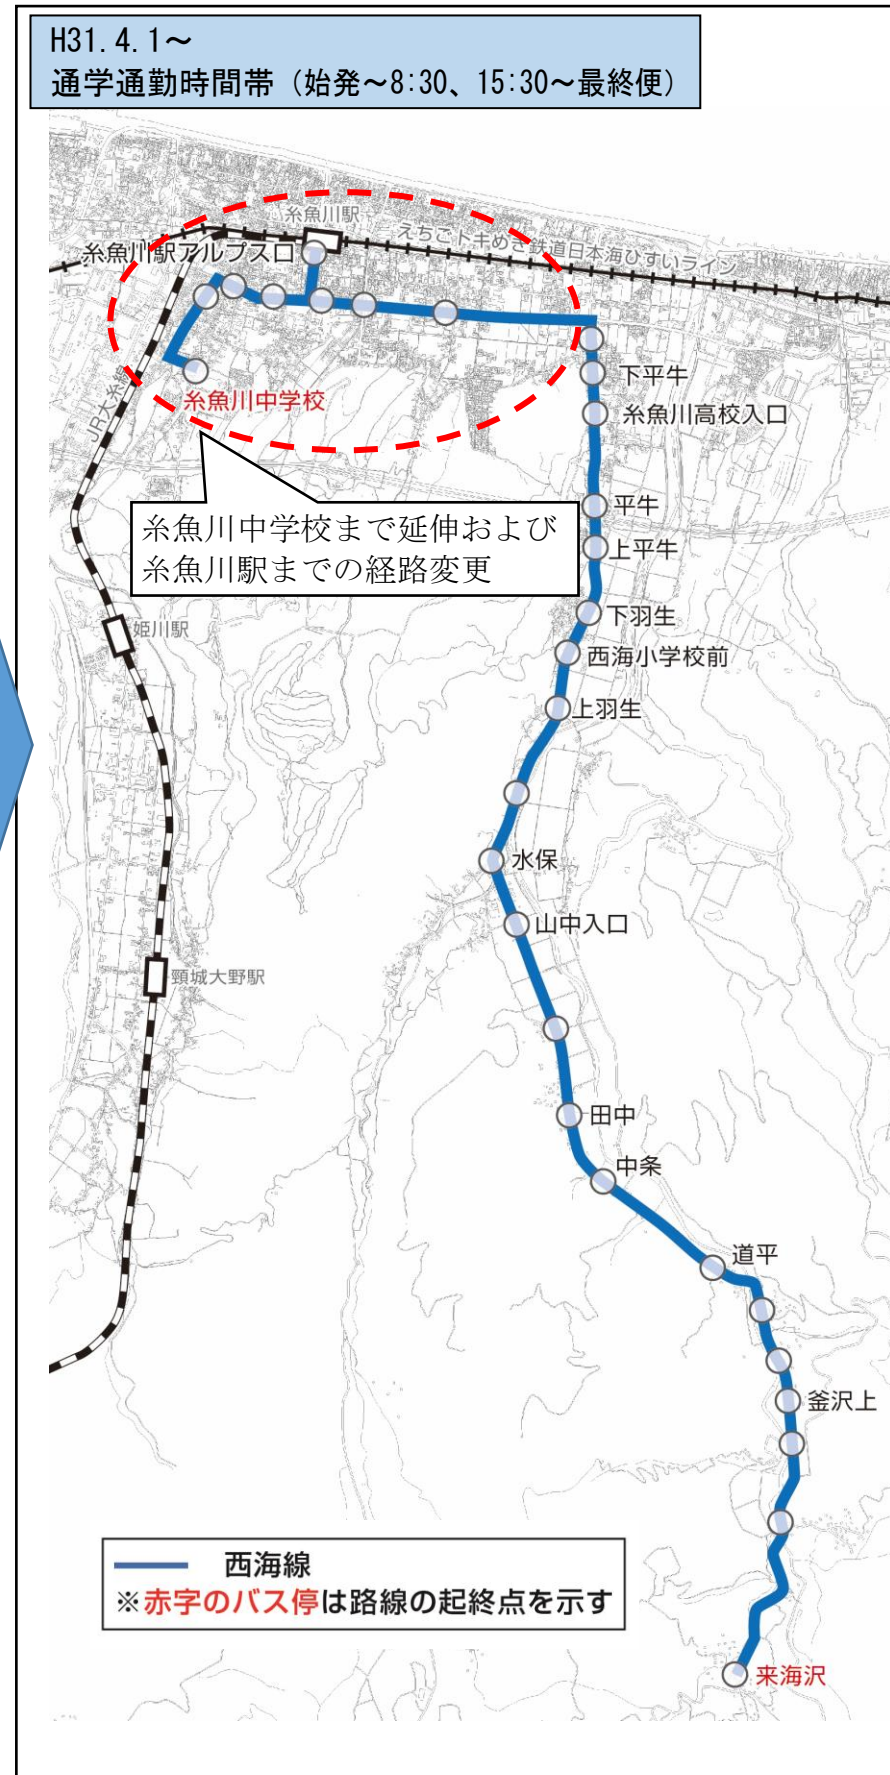 H31.4.1～
通学通勤時間帯（始発～8:30、15:30～最終便）
糸魚川駅
えちごトキめき鉄道日本海ひすいライン
糸魚川駅アルプス口
糸魚川中学校
JR大糸線
下平牛
糸魚川高校入口
糸魚川中学校まで延伸および
糸魚川駅までの経路変更
平牛
上平牛
下羽生
姫川駅
西海小学校前
上羽生
水保
山中入口
頸城大野駅
田中
中条
道平
釜沢上
西海線
※赤字のバス停は路線の起終点を示す
来海沢